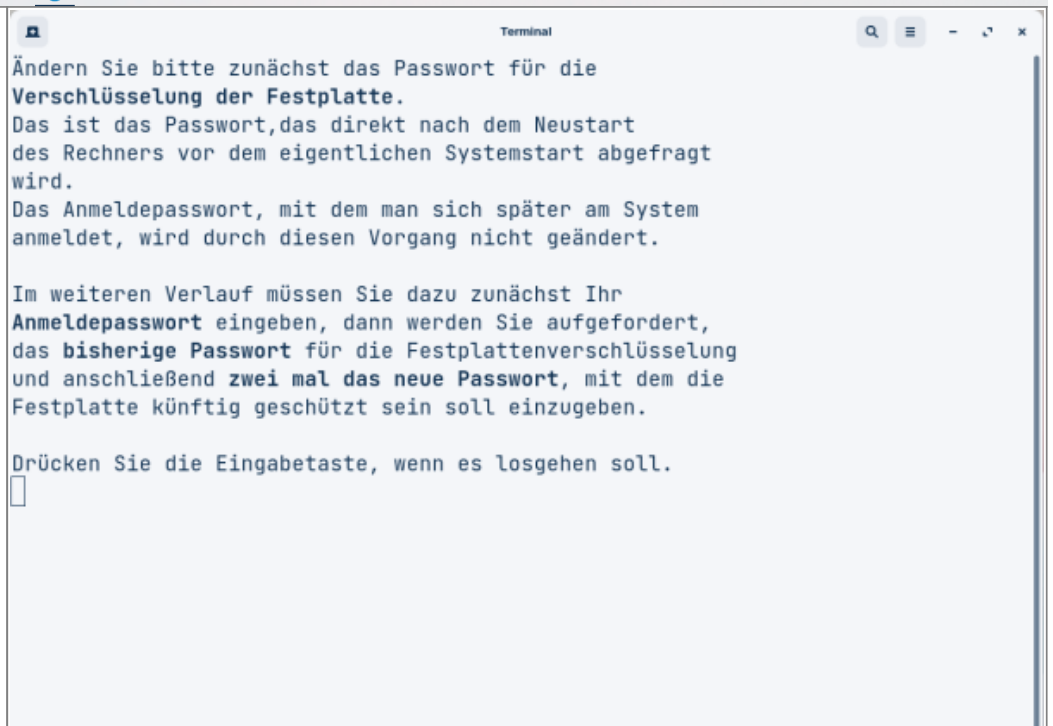 Terminal
Ändern Sie bitte zunächst das Passwort für die
Verschlüsselung der Festplatte.
Das ist das Passwort,das direkt nach dem Neustart
des Rechners vor dem eigentlichen Systemstart abgefragt
wird.
Das Anmeldepasswort, mit dem man sich später am System
anmeldet, wird durch diesen Vorgang nicht geändert.
Im weiteren Verlauf müssen Sie dazu zunächst Ihr
Anmeldepasswort eingeben, dann werden Sie aufgefordert,
das bisherige Passwort für die Festplattenverschlüsselung
und anschließend zwei mal das neue Passwort, mit dem die
Festplatte künftig geschützt sein soll einzugeben.
Drücken Sie die Eingabetaste, wenn es losgehen soll.